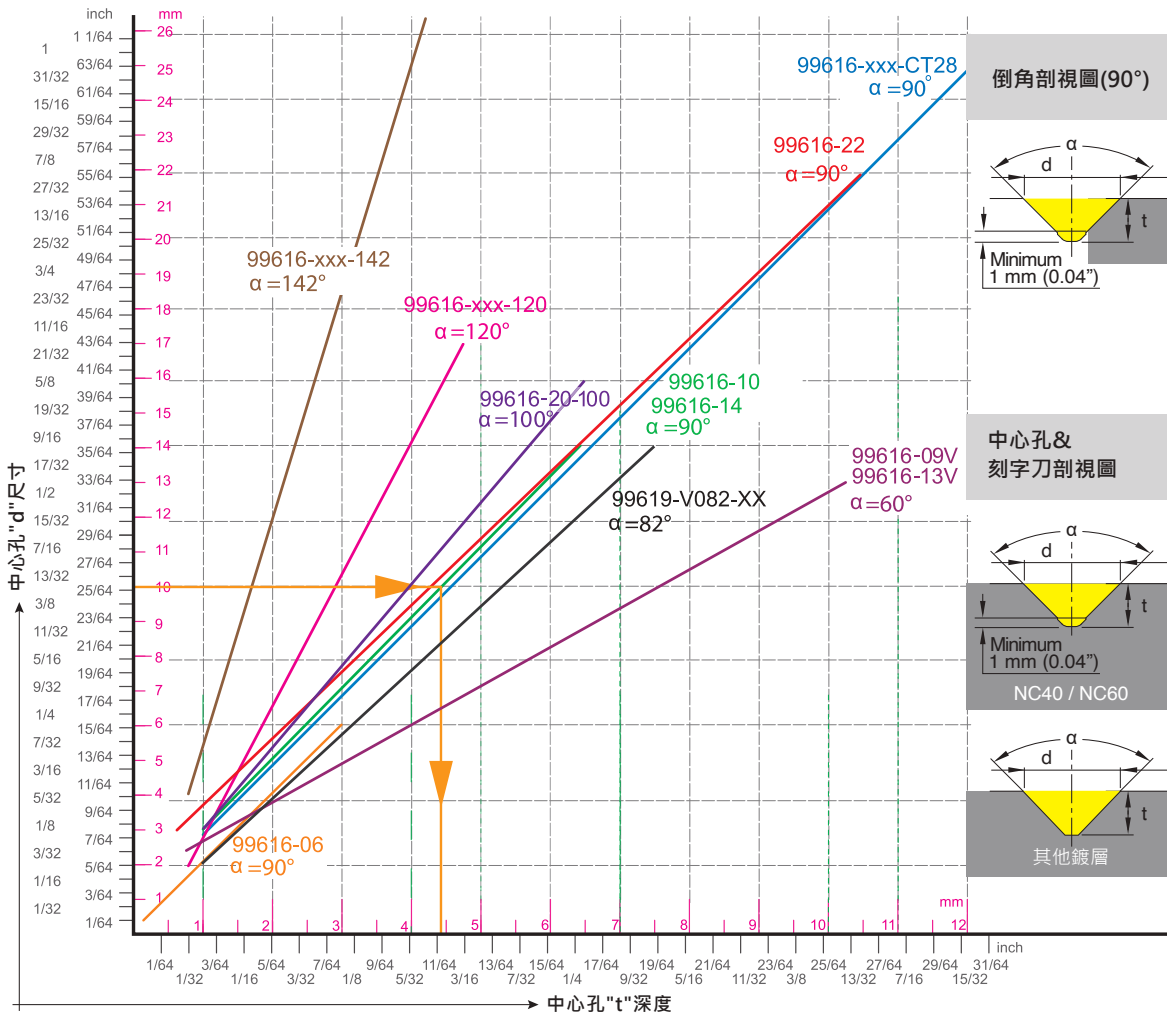 inch
mm
1 1/64
1
63/64
31/32
61/64
15/16
59/64
29/32
57/64
7/8
55/64
27/32
53/64
13/16
51/64
25/32
49/64
3/4
47/64
23/32
45/64
11/16
43/64
21/32
41/64
5/8
39/64
19/32
37/64
9/16
35/64
17/32
33/64
1/2
31/64
15/32
29/64
7/16
27/64
13/32
25/64
3/8
23/64
11/32
21/64
5/16
19/64
9/32
17/64
1/4
15/64
7/32
13/64
3/16
11/64
5/32
9/64
1/8
7/64
3/32
5/64
1/16
3/64
1/32
1/64
26
25
24
23
22
21
20
19
18
17
16
15
14
13
12
11
10
9
8
7
6
5
4
3
2
1
中心孔"d"尺寸
99616-xxx-142
α=142°
99616-xxx-120
α=120°
99616-20-100
α=100°
99616-xxx-CT28
α=90°
99616-22
α=90°
99616-10
99616-14
α=90°
99619-V082-XX
α=82°
99616-09V
99616-13V
α=60°
99616-06
α=90°
mm
1 2 3 4 5 6 7 8 9 10 11 12
inch
1/64 3/64 5/64 7/64 9/64 11/64 13/64 15/64 17/64 19/64 21/64 23/64 25/64 27/64 29/64 31/64
1/32 1/16 3/32 1/8 5/32 3/16 7/32 1/4 9/32 5/16 11/32 3/8 13/32 7/16 15/32
中心孔"t"深度
倒角剖視圖(90°)
α
d
t
Minimum
1 mm (0.04")
中心孔&
刻字刀剖視圖
α
d
t
Minimum
1 mm (0.04")
NC40 / NC60
α
d
t
其他鍍層